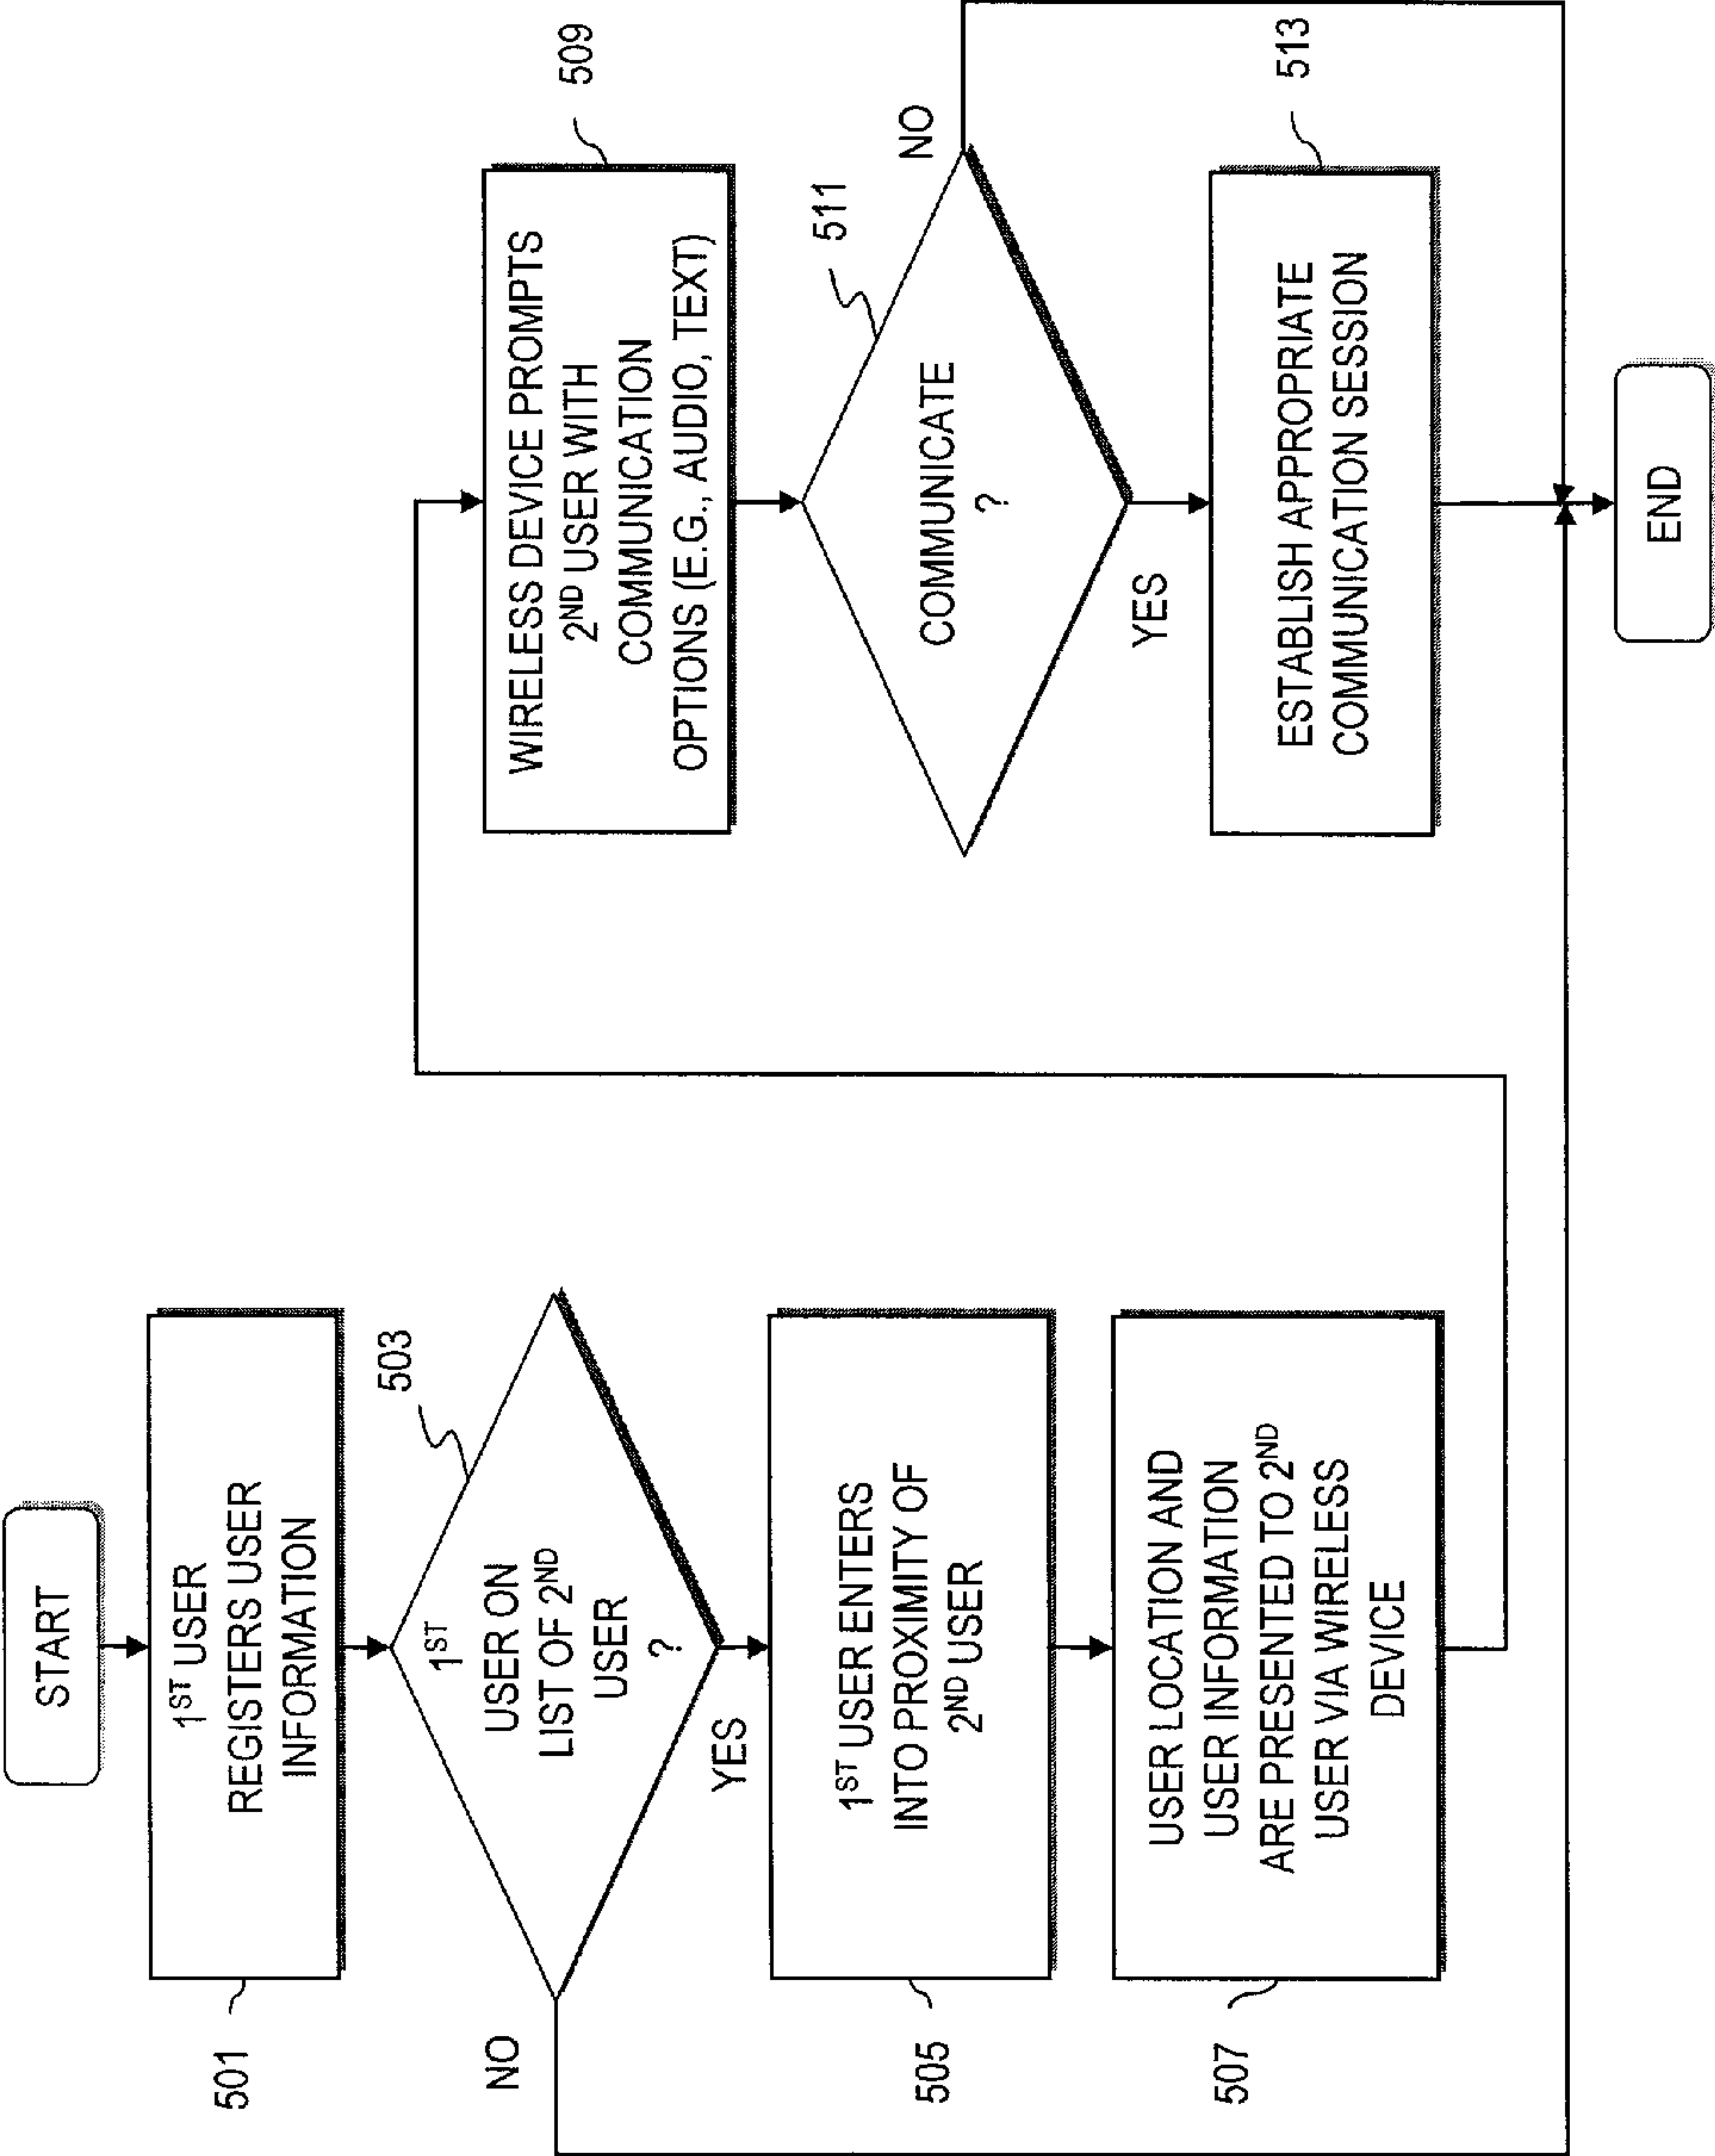 START
501
1ST USER
REGISTERS USER
INFORMATION
503
1ST
USER ON
LIST OF 2ND
USER
?
NO
YES
505
1ST USER ENTERS
INTO PROXIMITY OF
2ND USER
507
USER LOCATION AND
USER INFORMATION
ARE PRESENTED TO 2ND
USER VIA WIRELESS
DEVICE
509
WIRELESS DEVICE PROMPTS
2ND USER WITH
COMMUNICATION
OPTIONS (E.G., AUDIO, TEXT)
511
COMMUNICATE
?
NO
YES
513
ESTABLISH APPROPRIATE
COMMUNICATION SESSION
END